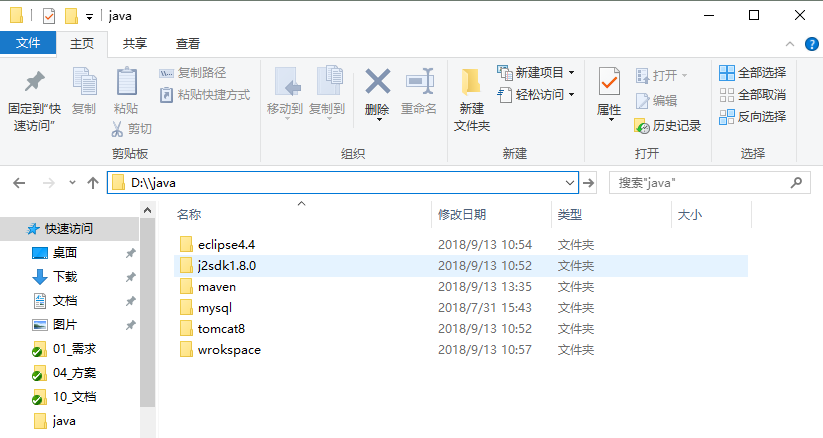 java
文件 主页 共享 查看
固定到“快速访问”
复制
粘贴
复制路径
粘贴快捷方式
剪切
剪贴板
移动到
复制到
删除
重命名
组织
新建
文件夹
新建项目
轻松访问
新建
属性
打开
编辑
历史记录
打开
全部选择
全部取消
反向选择
选择
D:\\java
搜索"java"
快速访问
桌面
下载
文档
图片
01_需求
04_方案
10_文档
java
名称 修改日期 类型 大小
eclipse4.4 2018/9/13 10:54 文件夹
j2sdk1.8.0 2018/9/13 10:52 文件夹
maven 2018/9/13 13:35 文件夹
mysql 2018/7/31 15:43 文件夹
tomcat8 2018/9/13 10:52 文件夹
wrokspace 2018/9/13 10:57 文件夹